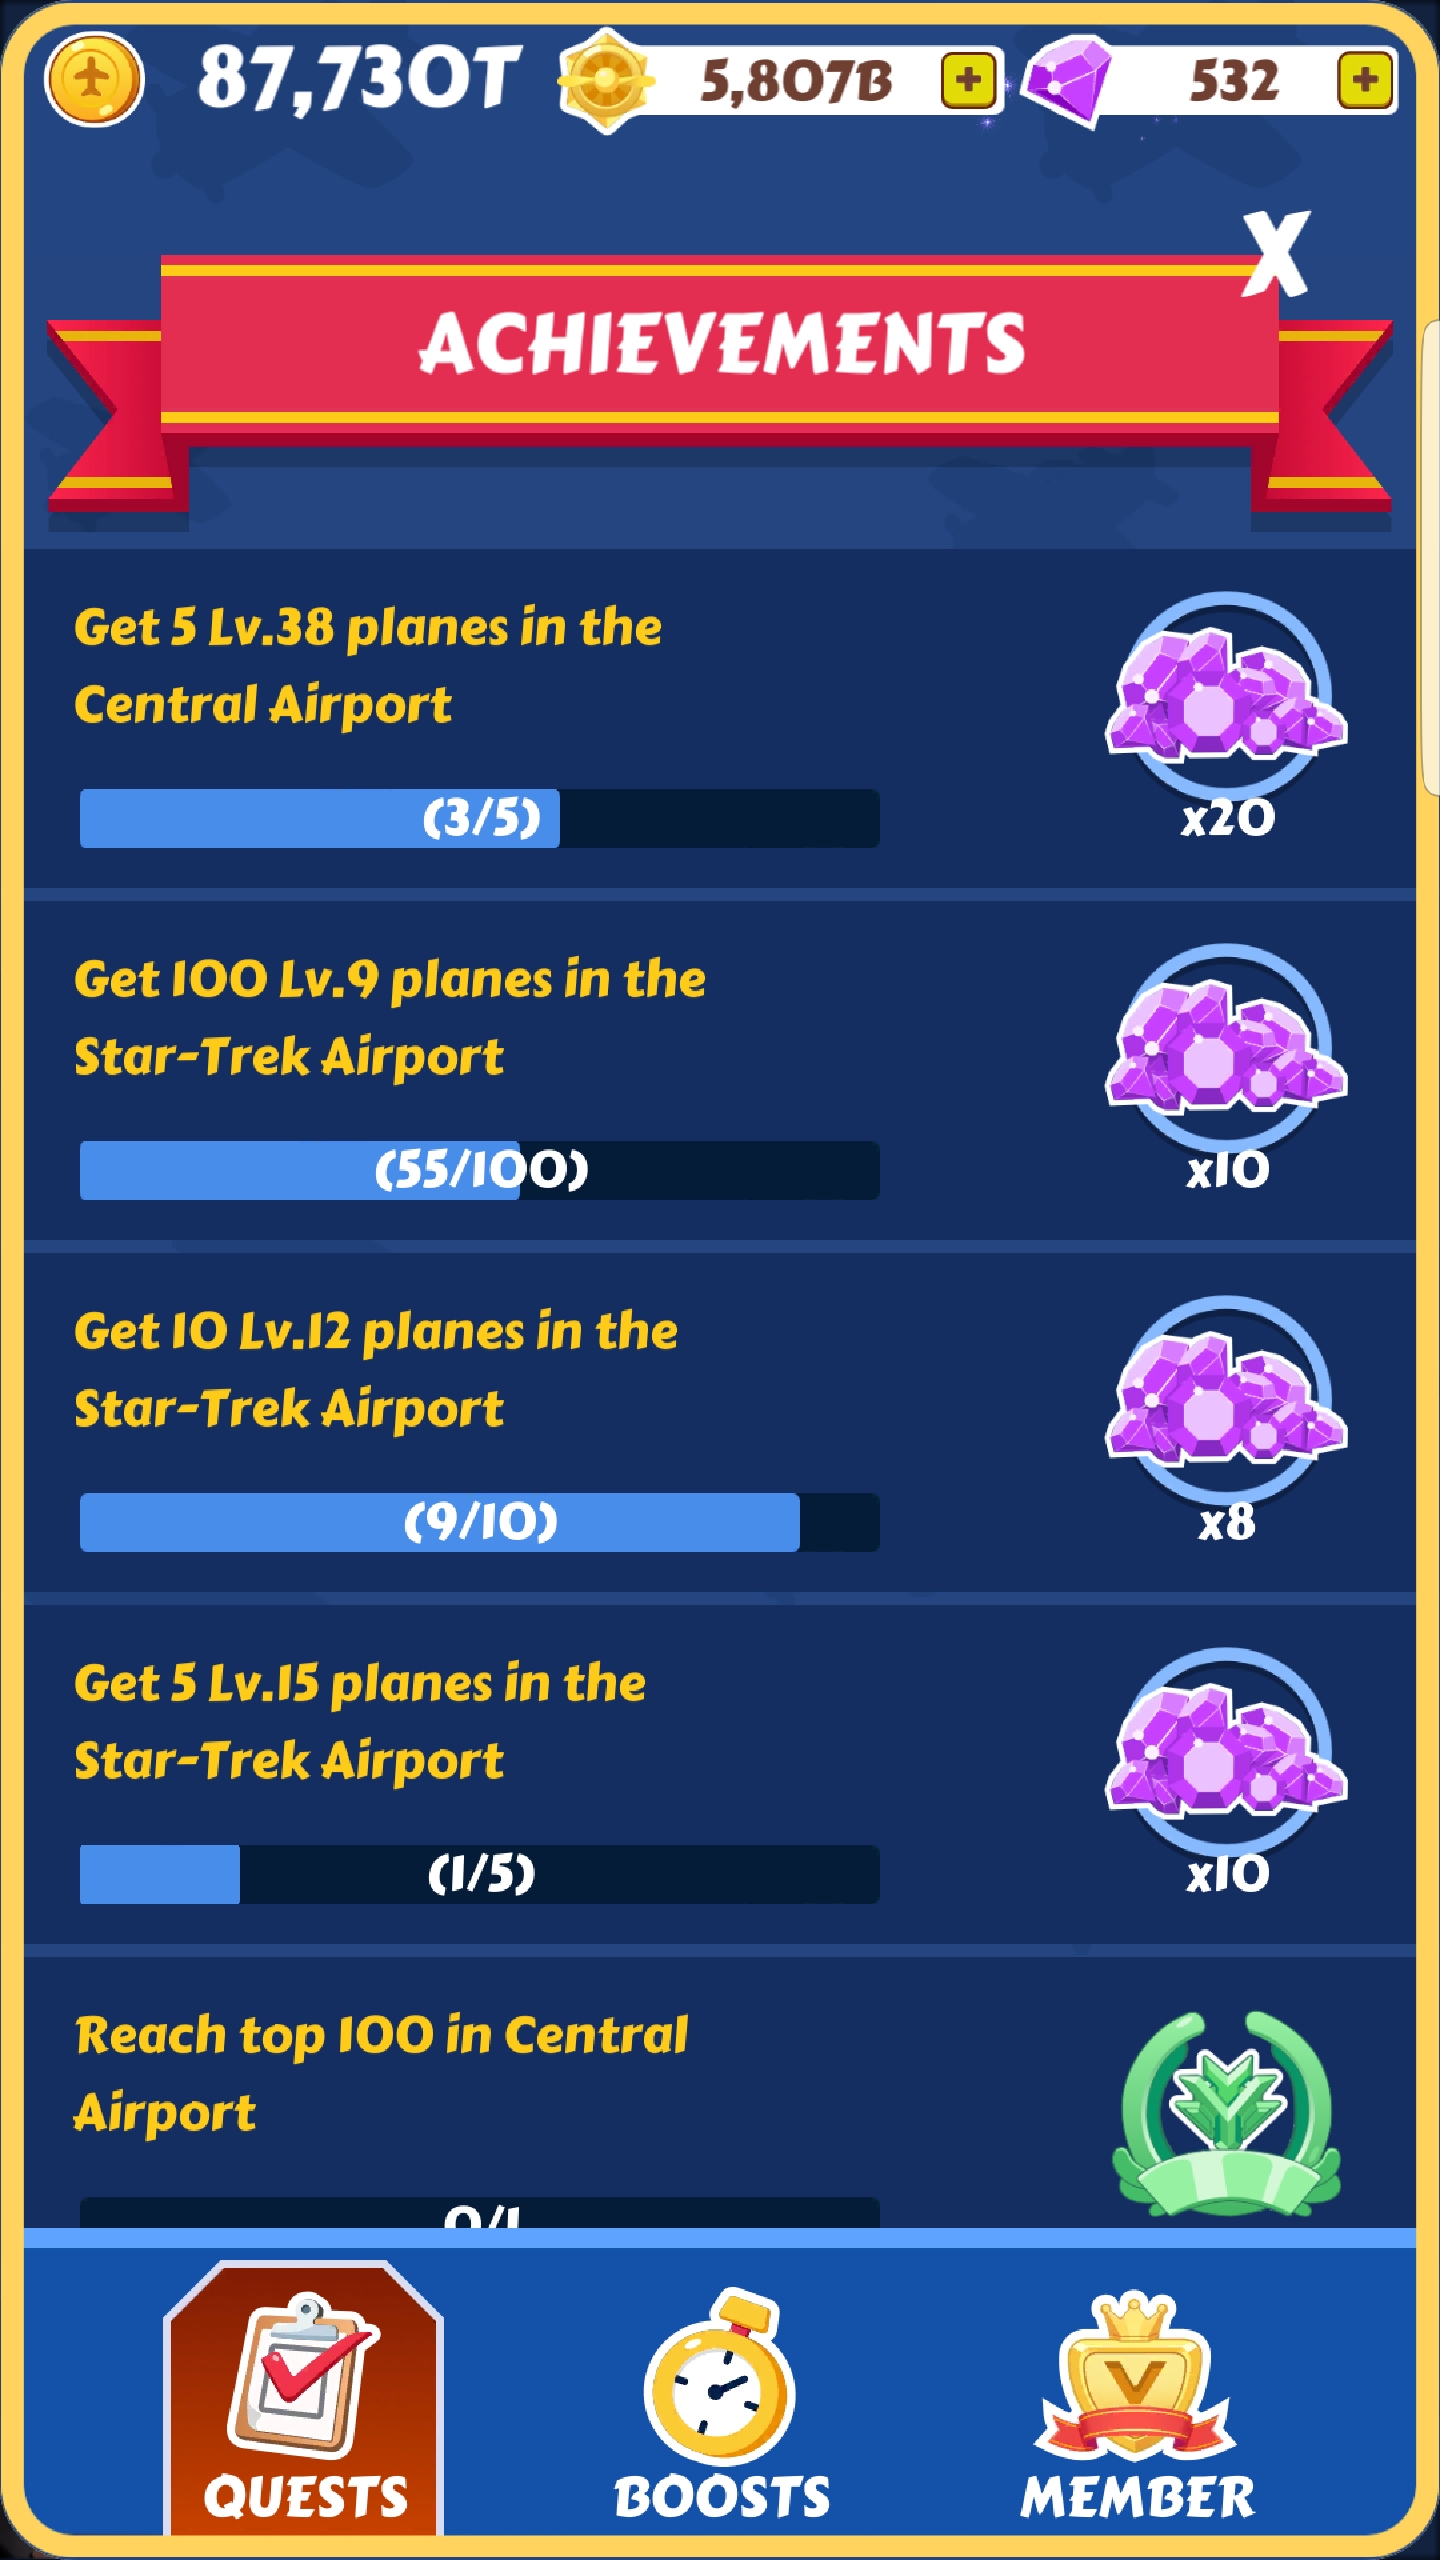 87,730T 5,807B + 532 +
X
ACHIEVEMENTS
Get 5 Lv.38 planes in the
Central Airport
(3/5)
x20
Get 100 Lv.9 planes in the
Star-Trek Airport
(55/100)
x10
Get 10 Lv.12 planes in the
Star-Trek Airport
(9/10)
x8
Get 5 Lv.15 planes in the
Star-Trek Airport
(1/5)
x10
Reach top 100 in Central
Airport
0/1
V
QUESTS BOOSTS MEMBER